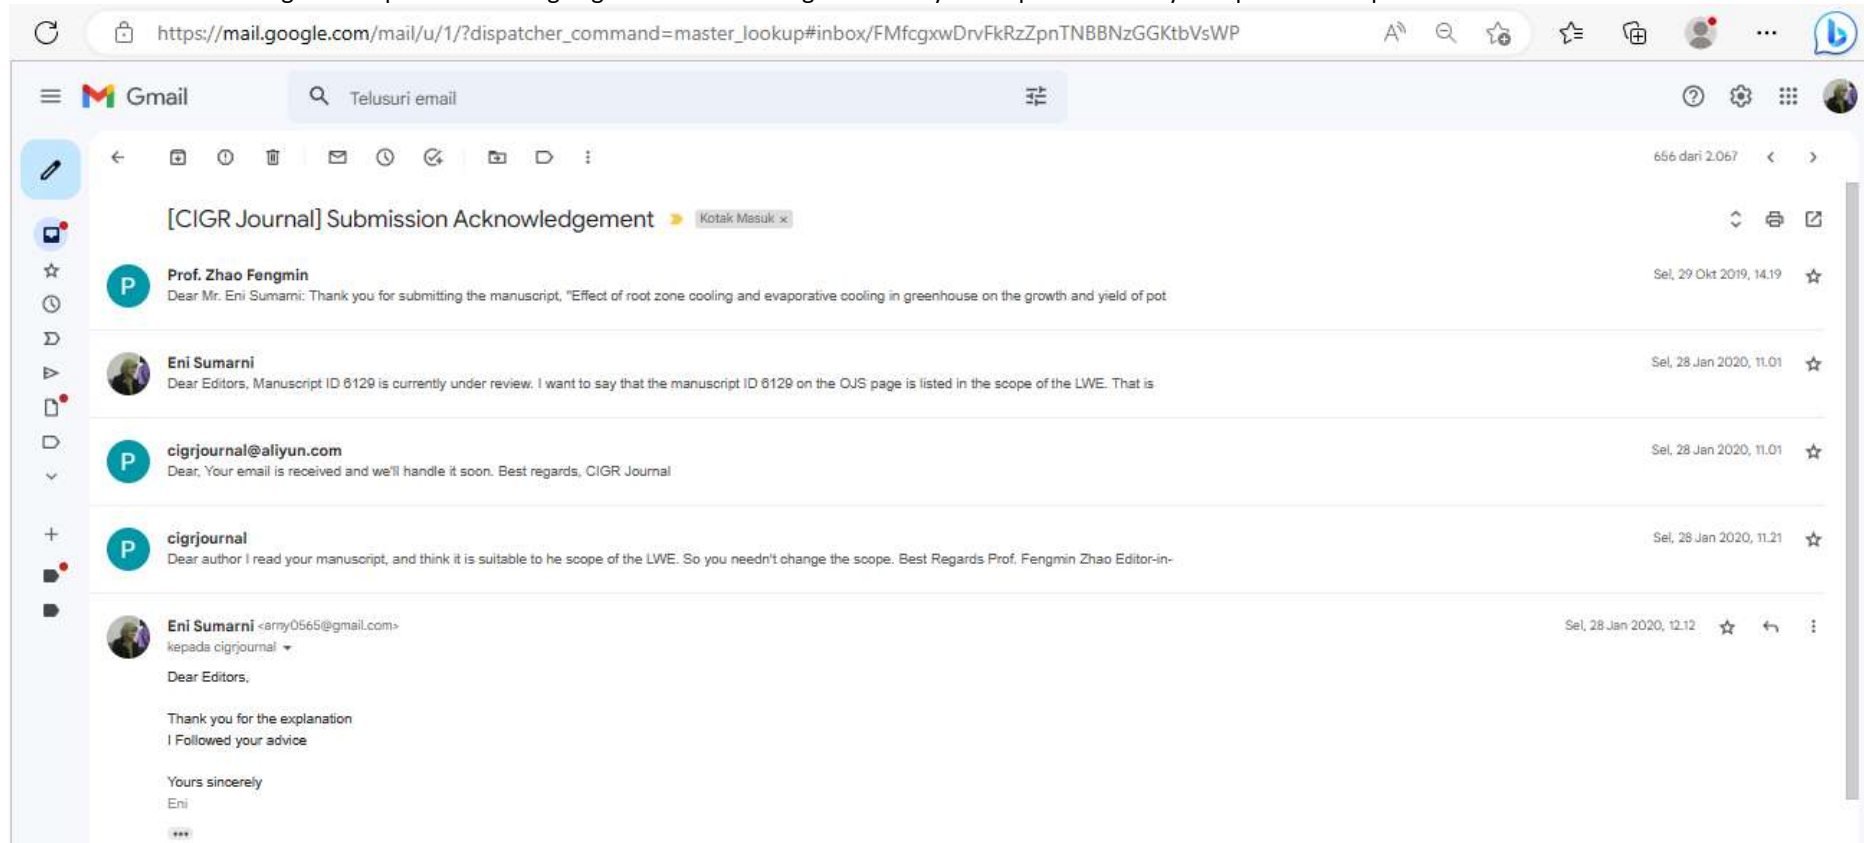 https://mail.google.com/mail/u/1/?dispatcher_command=master_lookup#inbox/FMfcgxwDrvFkRzZpnTNBBNzGGKtbVsWP
Gmail
Telusuri email
656 dari 2.067
[CIGR Journal] Submission Acknowledgement
Kotak Masuk x
Prof. Zhao Fengmin
Sel, 29 Okt 2019, 14.19
Dear Mr. Eni Sumarni: Thank you for submitting the manuscript, "Effect of root zone cooling and evaporative cooling in greenhouse on the growth and yield of pot
Eni Sumarni
Sel, 28 Jan 2020, 11.01
Dear Editors, Manuscript ID 6129 is currently under review. I want to say that the manuscript ID 6129 on the OJS page is listed in the scope of the LWE. That is
cigrjournal@aliyun.com
Sel, 28 Jan 2020, 11.01
Dear, Your email is received and we'll handle it soon. Best regards, CIGR Journal
cigrjournal
Sel, 28 Jan 2020, 11.21
Dear author I read your manuscript, and think it is suitable to he scope of the LWE. So you needn't change the scope. Best Regards Prof. Fengmin Zhao Editor-in-
Eni Sumarni <arny0565@gmail.com>
Sel, 28 Jan 2020, 12.12
kepada cigrjournal
Dear Editors,
Thank you for the explanation
I Followed your advice
Yours sincerely
Eni